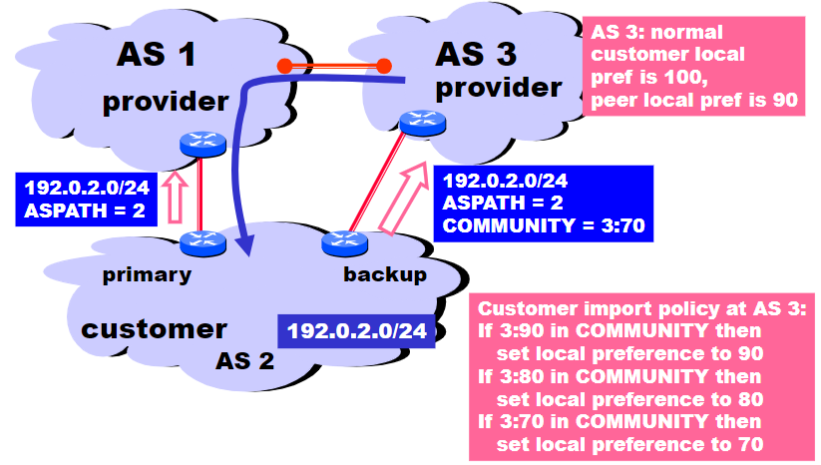 AS 1
provider
AS 3
provider
AS 3: normal
customer local
pref is 100,
peer local pref is 90
192.0.2.0/24
ASPATH = 2
192.0.2.0/24
ASPATH = 2
COMMUNITY = 3:70
primary
backup
customer
192.0.2.0/24
AS 2
Customer import policy at AS 3:
If 3:90 in COMMUNITY then
set local preference to 90
If 3:80 in COMMUNITY then
set local preference to 80
If 3:70 in COMMUNITY then
set local preference to 70